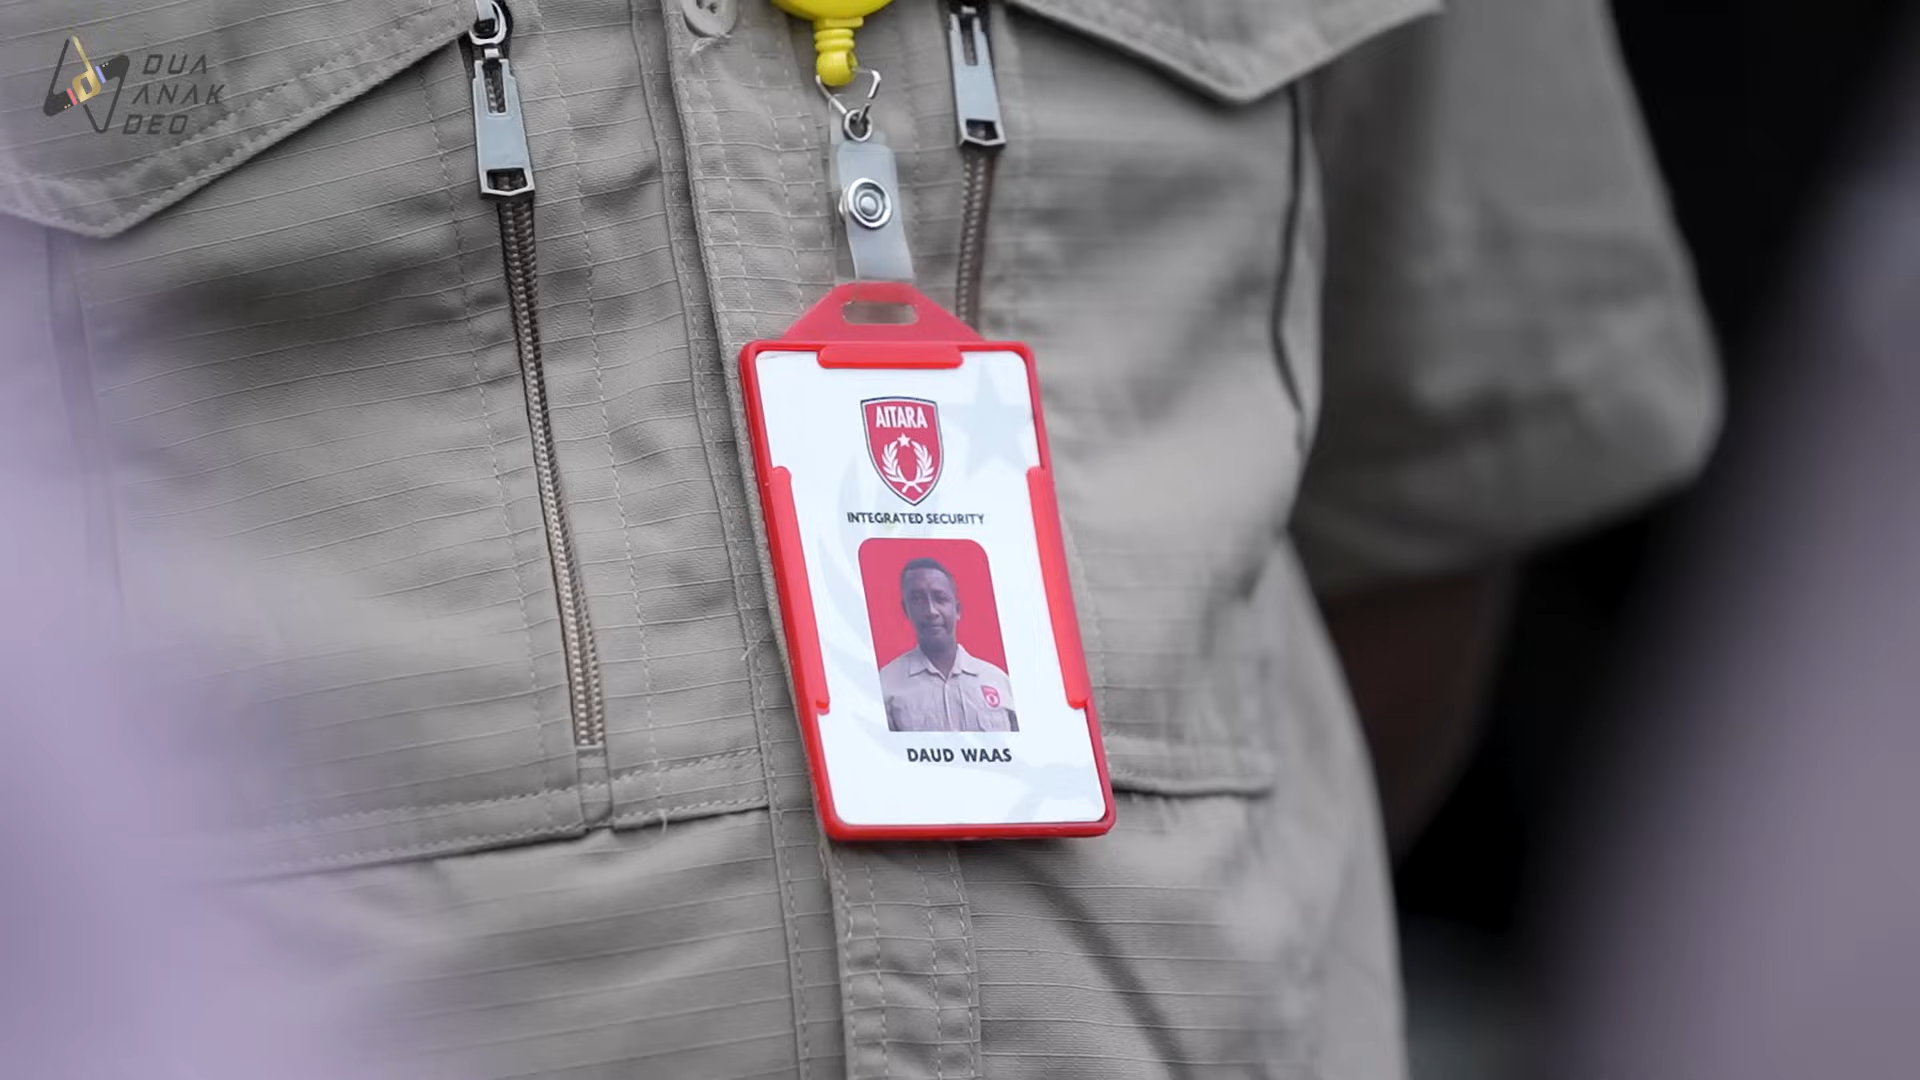 DUA
ANAK
DEO
AITARA
INTEGRATED SECURITY
DAUD WAAS